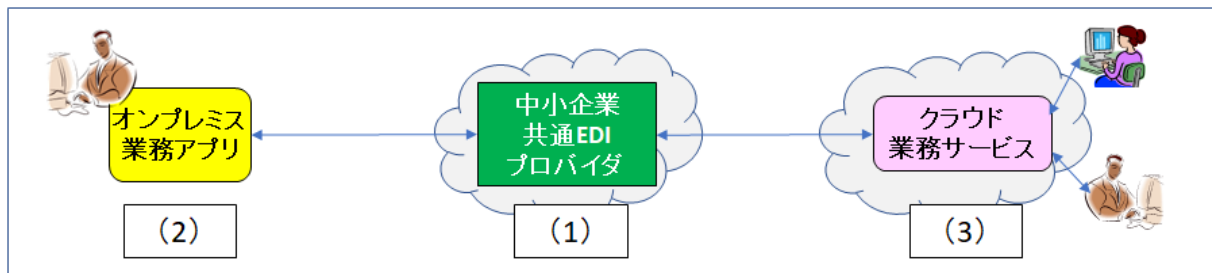 オンプレミス
業務アプリ
中小企業
共通EDI
プロバイダ
クラウド
業務サービス
（2）
（1）
（3）